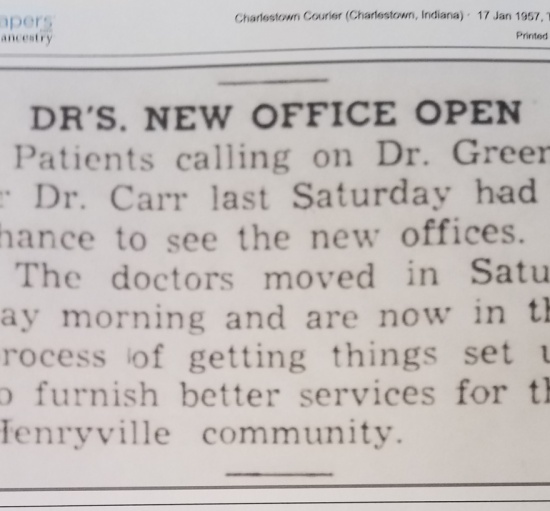 apers
ancestry
Charlestown Courier (Charlestown, Indiana) · 17 Jan 1957, T
Printed
DR'S. NEW OFFICE OPEN
Patients calling on Dr. Green
r Dr. Carr last Saturday had
hance to see the new offices.
The doctors moved in Satu
ay morning and are now in th
rocess of getting things set u
o furnish better services for th
Henryville community.